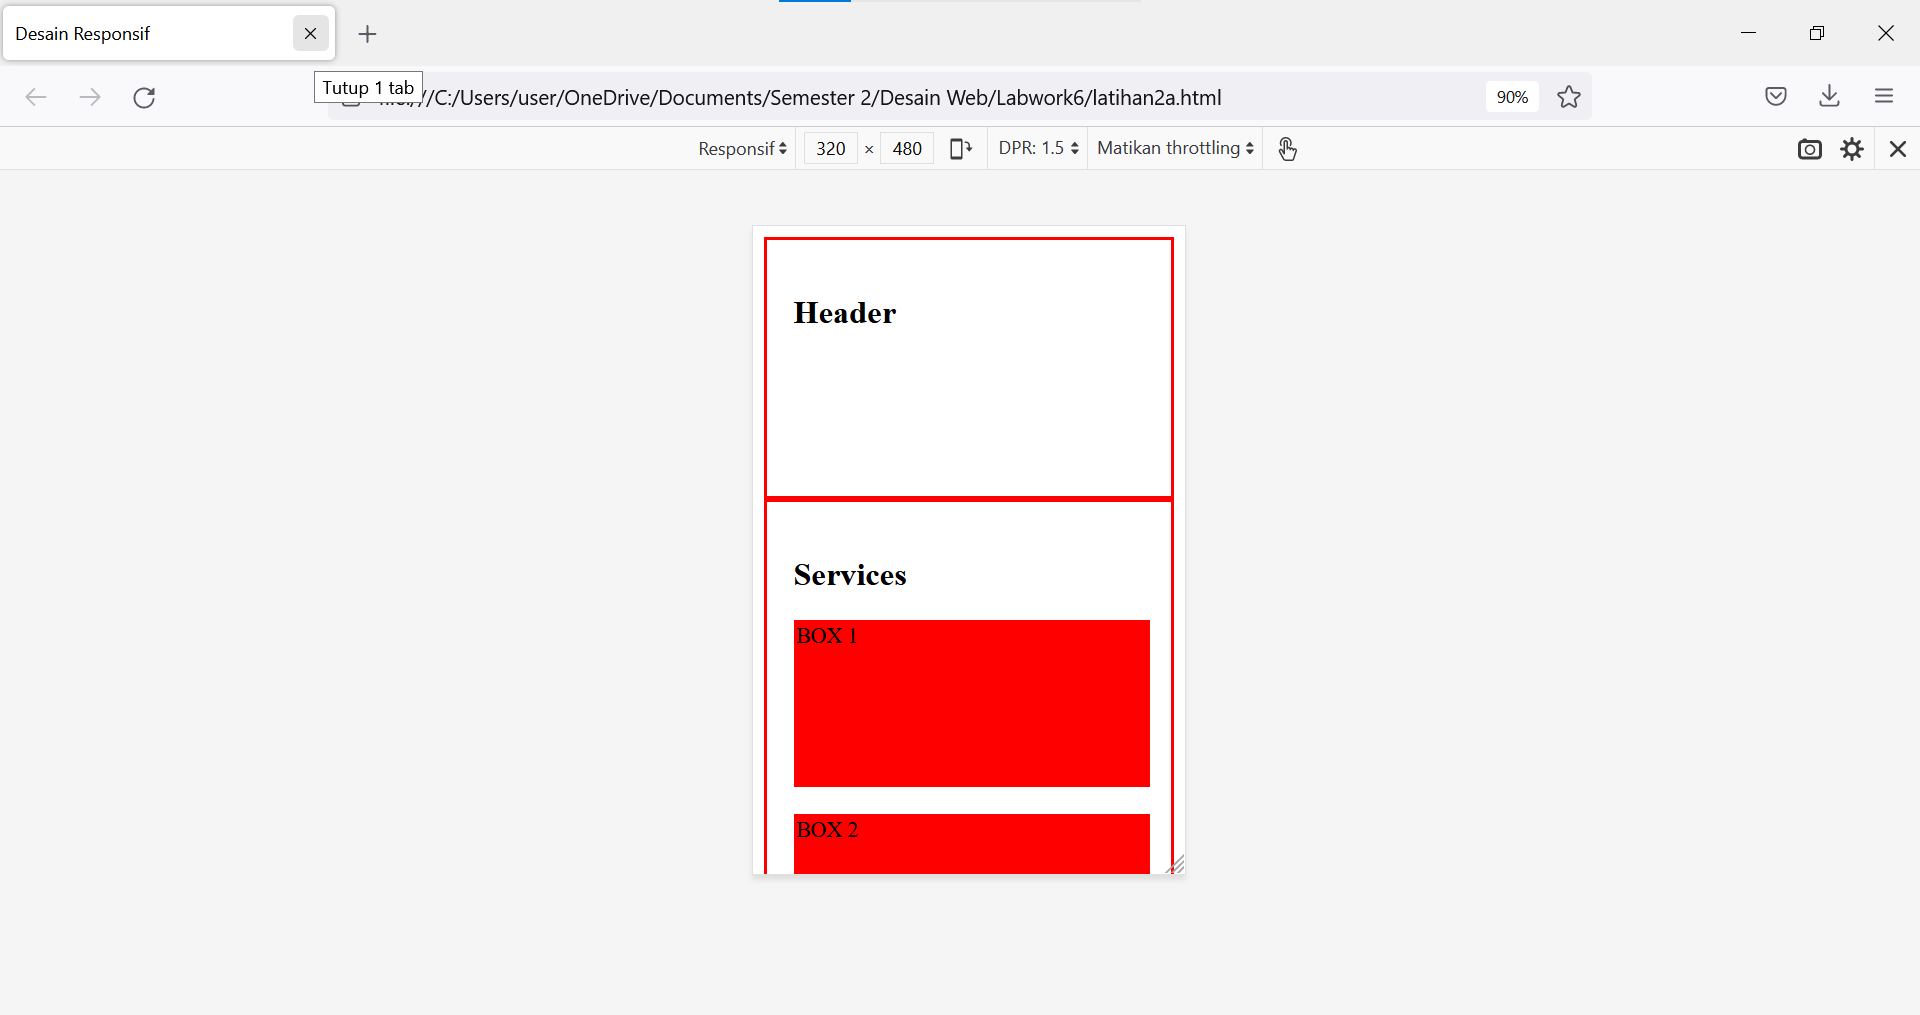 Desain Responsif
Tutup 1 tab
/C:/Users/user/OneDrive/Documents/Semester 2/Desain Web/Labwork6/latihan2a.html
90%
Responsif 320 × 480 DPR: 1.5 Matikan throttling
Header
Services
BOX 1
BOX 2